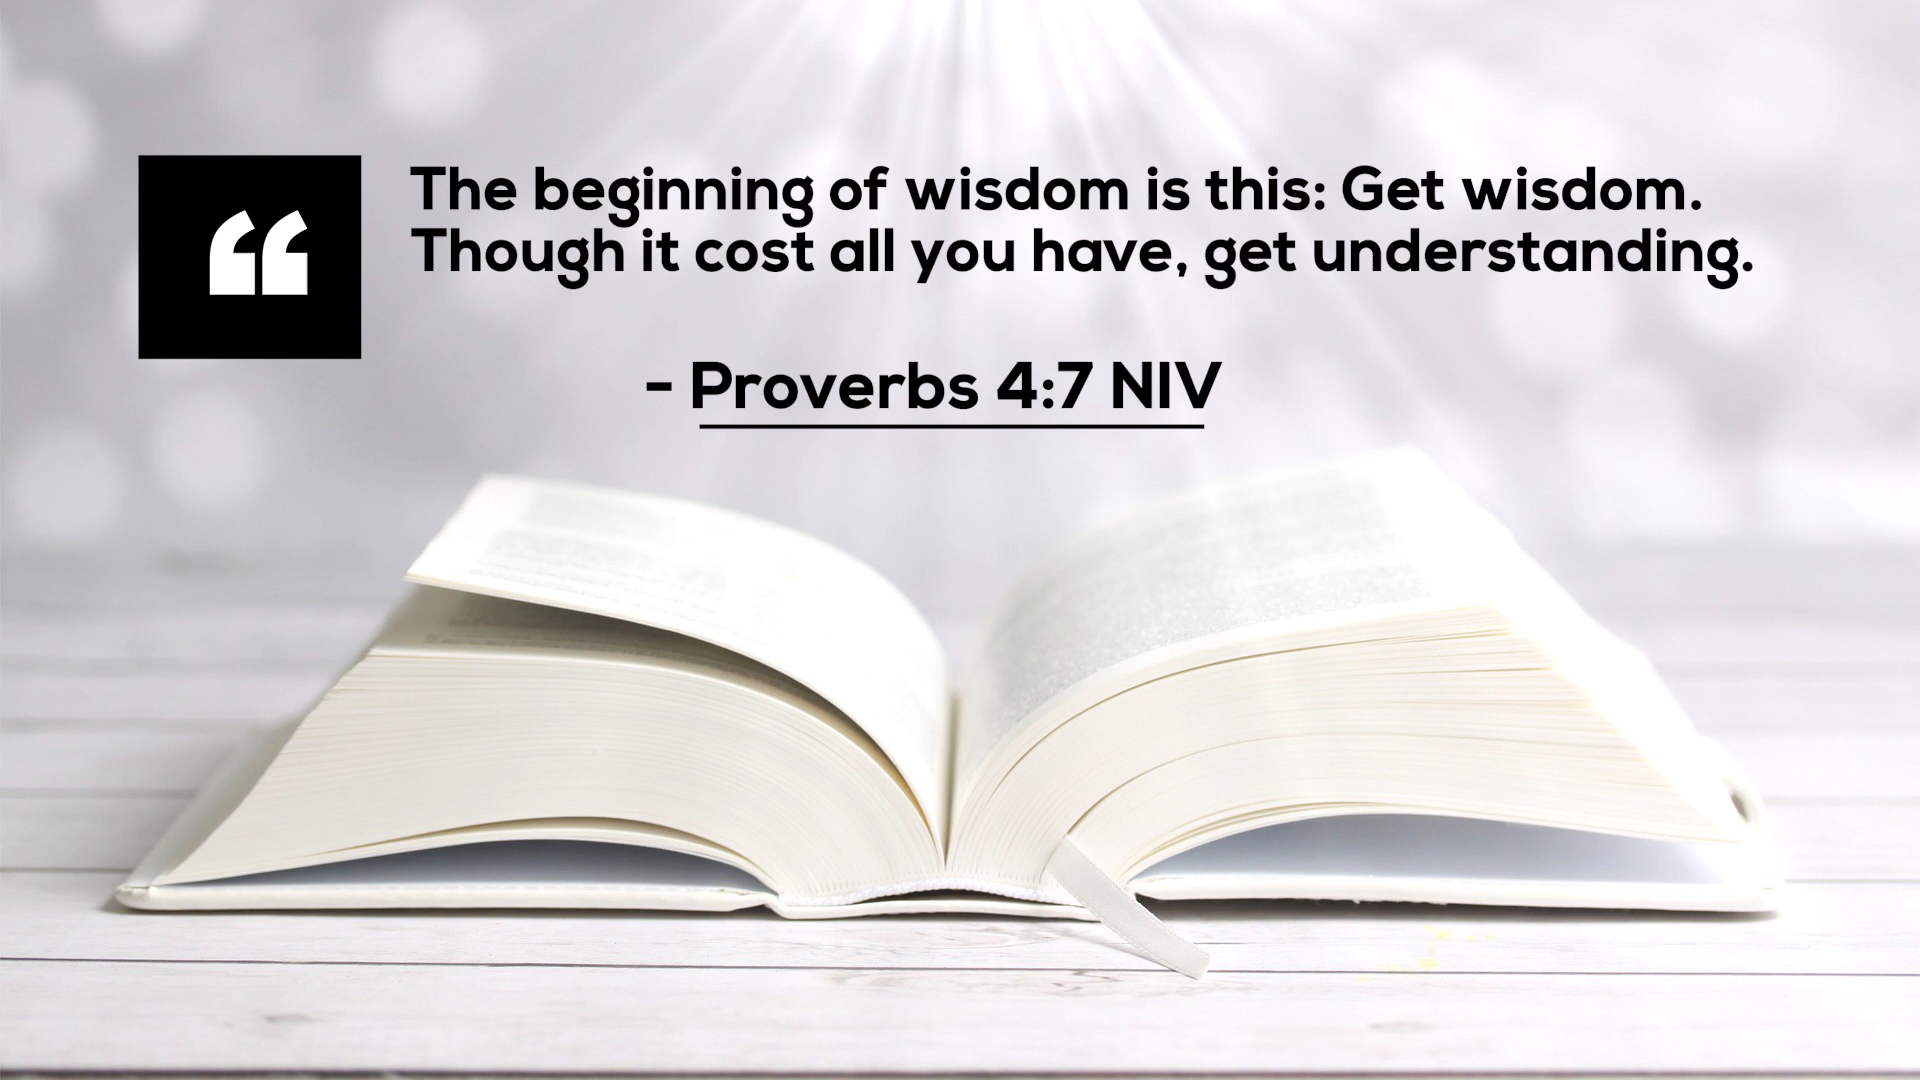 “
The beginning of wisdom is this: Get wisdom.
Though it cost all you have, get understanding.
- Proverbs 4:7 NIV